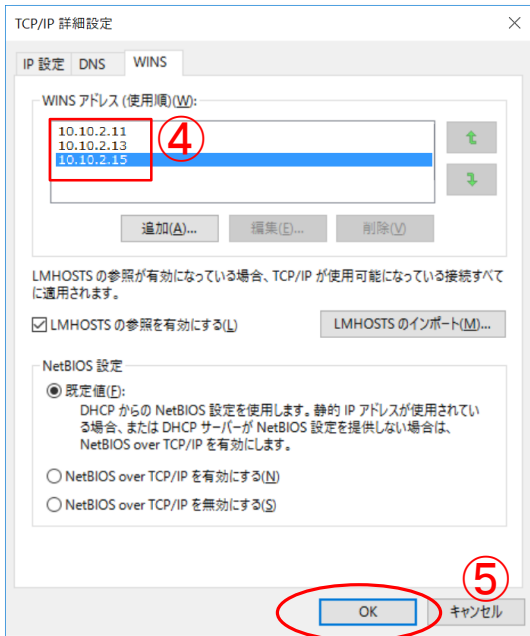 TCP/IP 詳細設定
IP 設定 DNS WINS
WINS アドレス (使用順)(W):
10.10.2.11
10.10.2.13
10.10.2.15
④
追加(A)... 編集(E)... 削除(V)
LMHOSTS の参照が有効になっている場合、TCP/IP が使用可能になっている接続すべて
に適用されます。
LMHOSTS の参照を有効にする(L) LMHOSTS のインポート(M)...
NetBIOS 設定
既定値(F):
DHCP からの NetBIOS 設定を使用します。静的 IP アドレスが使用されてい
る場合、または DHCP サーバーが NetBIOS 設定を提供しない場合は、
NetBIOS over TCP/IP を有効にします。
NetBIOS over TCP/IP を有効にする(N)
NetBIOS over TCP/IP を無効にする(S)
⑤
OK キャンセル